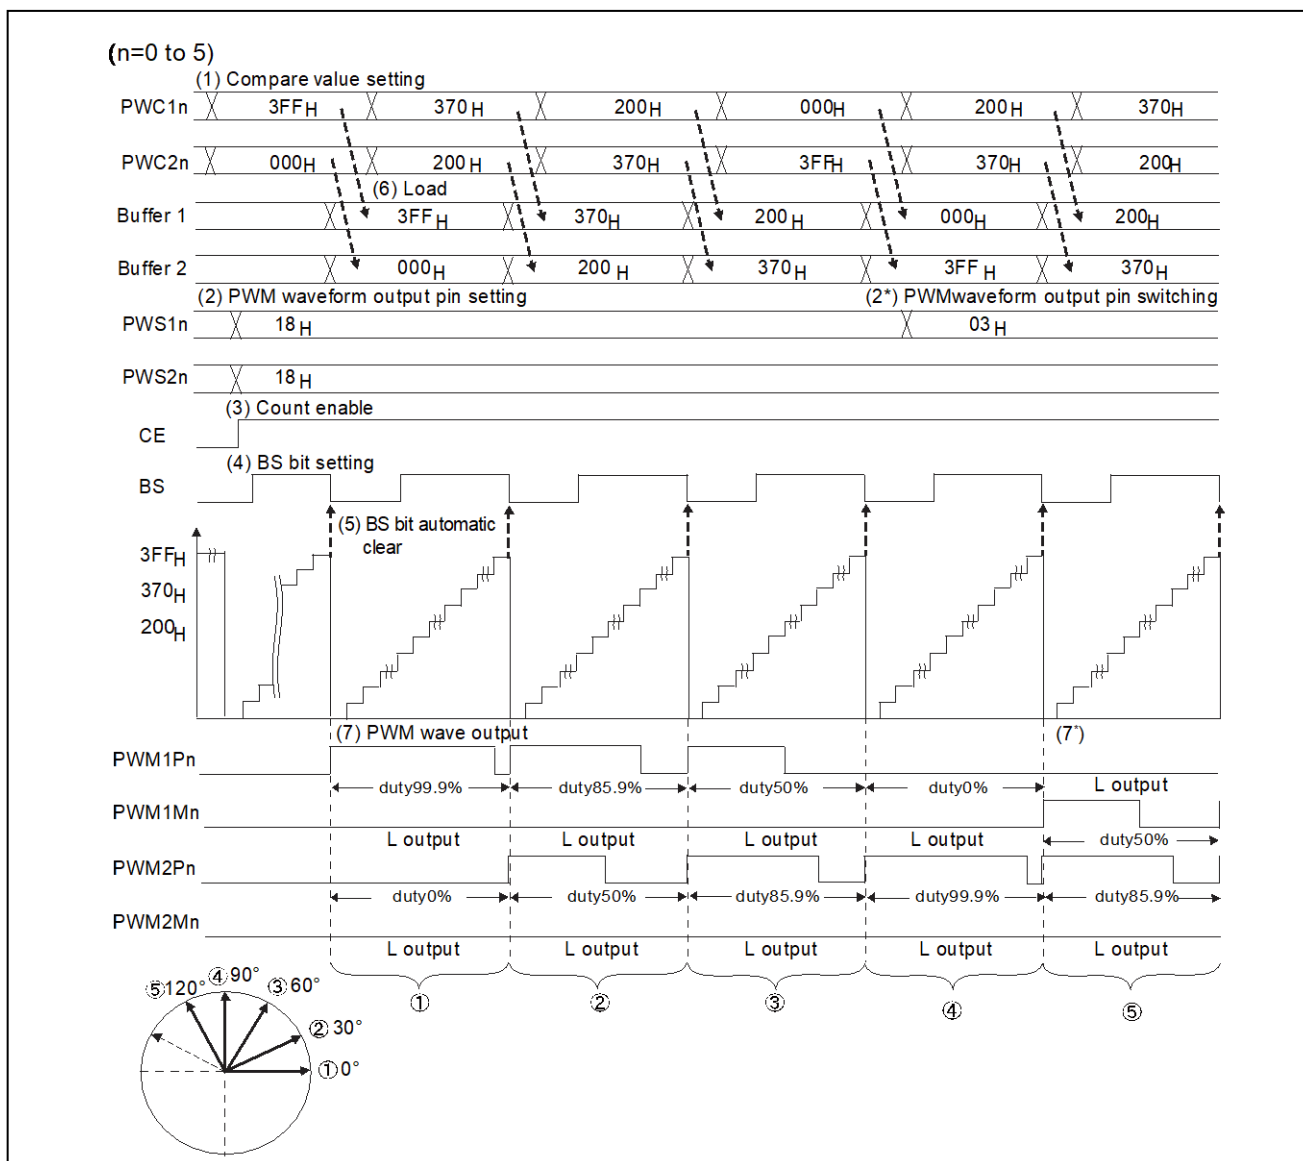 (n=0 to 5)
(1) Compare value setting
PWC1n 3FFH 370H 200H 000H 200H 370H
PWC2n 000H 200H 370H 3FFH 370H 200H
(6) Load
Buffer 1 3FFH 370H 200H 000H 200H
Buffer 2 000H 200H 370H 3FFH 370H
(2) PWM waveform output pin setting (2*) PWMwaveform output pin switching
PWS1n 18H 03H
PWS2n 18H
(3) Count enable
CE
(4) BS bit setting
BS
(5) BS bit automatic
clear
3FFH
370H
200H
(7) PWM wave output (7*)
PWM1Pn
duty99.9% duty85.9% duty50% duty0% L output
PWM1Mn
L output L output L output L output duty50%
PWM2Pn
duty0% duty50% duty85.9% duty99.9% duty85.9%
PWM2Mn
L output L output L output L output L output
① ② ③ ④ ⑤
④90°
⑤120° ③60°
②30°
①0°